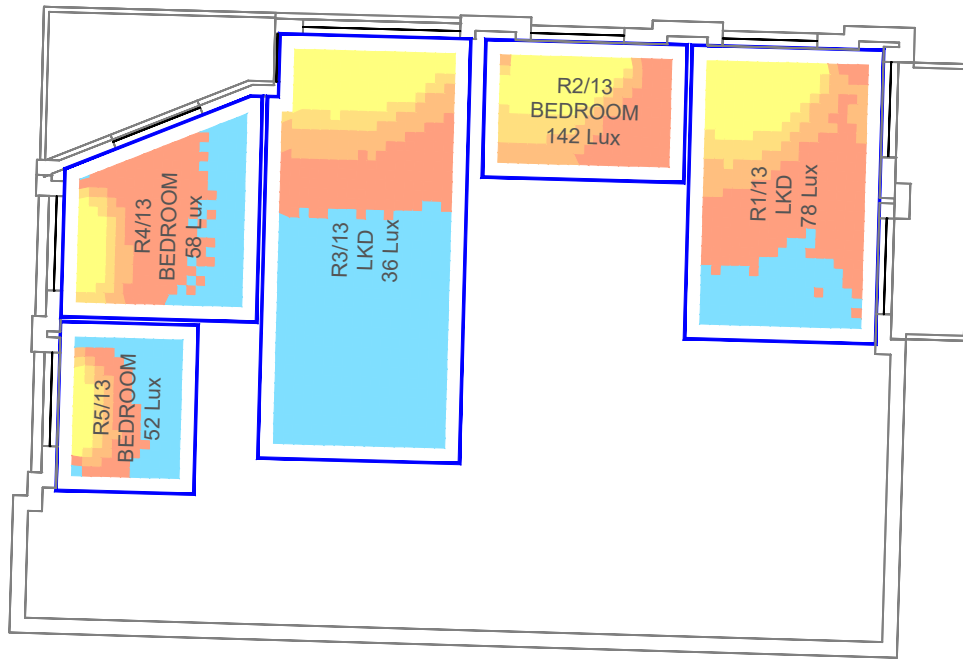 R4/13
BEDROOM
58 Lux
R3/13
LKD
36 Lux
R2/13
BEDROOM
142 Lux
R1/13
LKD
78 Lux
R5/13
BEDROOM
52 Lux